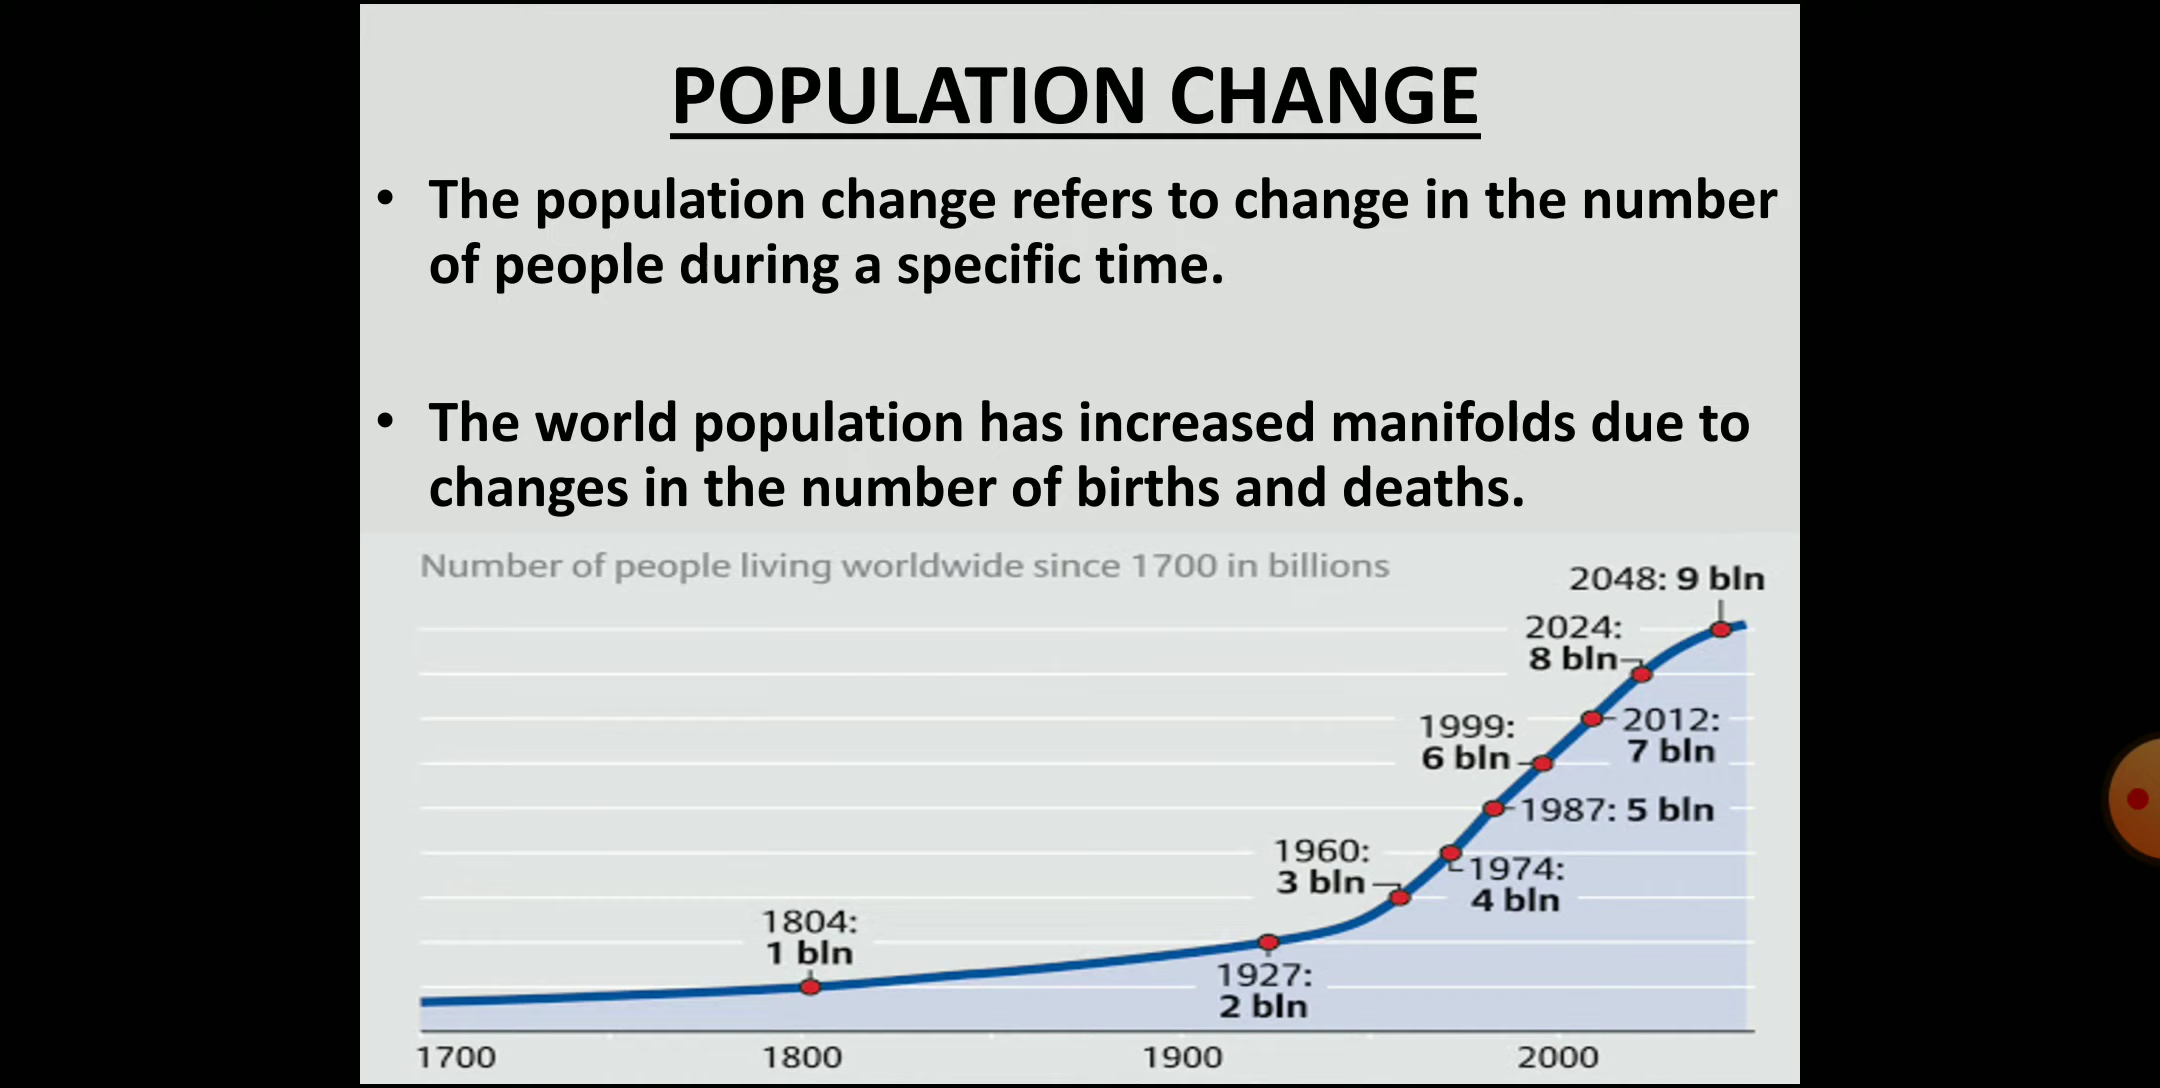 POPULATION CHANGE
• The population change refers to change in the number
of people during a specific time.
• The world population has increased manifolds due to
changes in the number of births and deaths.
Number of people living worldwide since 1700 in billions
2048: 9 bln
2024:
8 bln
2012:
7 bln
1999:
6 bln
1987: 5 bln
1974:
4 bln
1960:
3 bln
1927:
2 bln
1804:
1 bln
1700 1800 1900 2000